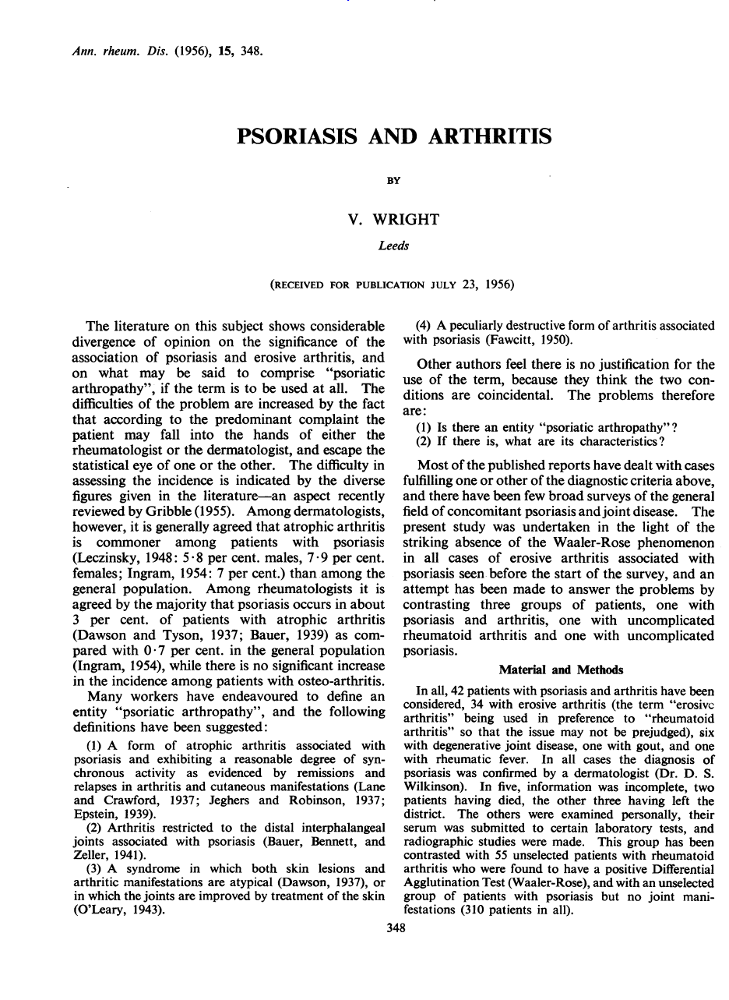 Ann. rheum. Dis. (1956), 15, 348.
PSORIASIS AND ARTHRITIS
BY
V. WRIGHT
Leeds
(RECEIVED FOR PUBLICATION JULY 23, 1956)
The literature on this subject shows considerable
divergence of opinion on the significance of the
association of psoriasis and erosive arthritis, and
on what may be said to comprise “psoriatic
arthropathy”, if the term is to be used at all. The
difficulties of the problem are increased by the fact
that according to the predominant complaint the
patient may fall into the hands of either the
rheumatologist or the dermatologist, and escape the
statistical eye of one or the other. The difficulty in
assessing the incidence is indicated by the diverse
figures given in the literature—an aspect recently
reviewed by Gribble (1955). Among dermatologists,
however, it is generally agreed that atrophic arthritis
is commoner among patients with psoriasis
(Leczinsky, 1948: 5·8 per cent. males, 7·9 per cent.
females; Ingram, 1954: 7 per cent.) than among the
general population. Among rheumatologists it is
agreed by the majority that psoriasis occurs in about
3 per cent. of patients with atrophic arthritis
(Dawson and Tyson, 1937; Bauer, 1939) as com-
pared with 0·7 per cent. in the general population
(Ingram, 1954), while there is no significant increase
in the incidence among patients with osteo-arthritis.
Many workers have endeavoured to define an
entity “psoriatic arthropathy”, and the following
definitions have been suggested:
(1) A form of atrophic arthritis associated with
psoriasis and exhibiting a reasonable degree of syn-
chronous activity as evidenced by remissions and
relapses in arthritis and cutaneous manifestations (Lane
and Crawford, 1937; Jeghers and Robinson, 1937;
Epstein, 1939).
(2) Arthritis restricted to the distal interphalangeal
joints associated with psoriasis (Bauer, Bennett, and
Zeller, 1941).
(3) A syndrome in which both skin lesions and
arthritic manifestations are atypical (Dawson, 1937), or
in which the joints are improved by treatment of the skin
(O'Leary, 1943).
(4) A peculiarly destructive form of arthritis associated
with psoriasis (Fawcitt, 1950).
Other authors feel there is no justification for the
use of the term, because they think the two con-
ditions are coincidental. The problems therefore
are:
(1) Is there an entity “psoriatic arthropathy”?
(2) If there is, what are its characteristics?
Most of the published reports have dealt with cases
fulfilling one or other of the diagnostic criteria above,
and there have been few broad surveys of the general
field of concomitant psoriasis and joint disease. The
present study was undertaken in the light of the
striking absence of the Waaler-Rose phenomenon
in all cases of erosive arthritis associated with
psoriasis seen before the start of the survey, and an
attempt has been made to answer the problems by
contrasting three groups of patients, one with
psoriasis and arthritis, one with uncomplicated
rheumatoid arthritis and one with uncomplicated
psoriasis.
Material and Methods
In all, 42 patients with psoriasis and arthritis have been
considered, 34 with erosive arthritis (the term “erosive
arthritis” being used in preference to “rheumatoid
arthritis” so that the issue may not be prejudged), six
with degenerative joint disease, one with gout, and one
with rheumatic fever. In all cases the diagnosis of
psoriasis was confirmed by a dermatologist (Dr. D. S.
Wilkinson). In five, information was incomplete, two
patients having died, the other three having left the
district. The others were examined personally, their
serum was submitted to certain laboratory tests, and
radiographic studies were made. This group has been
contrasted with 55 unselected patients with rheumatoid
arthritis who were found to have a positive Differential
Agglutination Test (Waaler-Rose), and with an unselected
group of patients with psoriasis but no joint mani-
festations (310 patients in all).
348